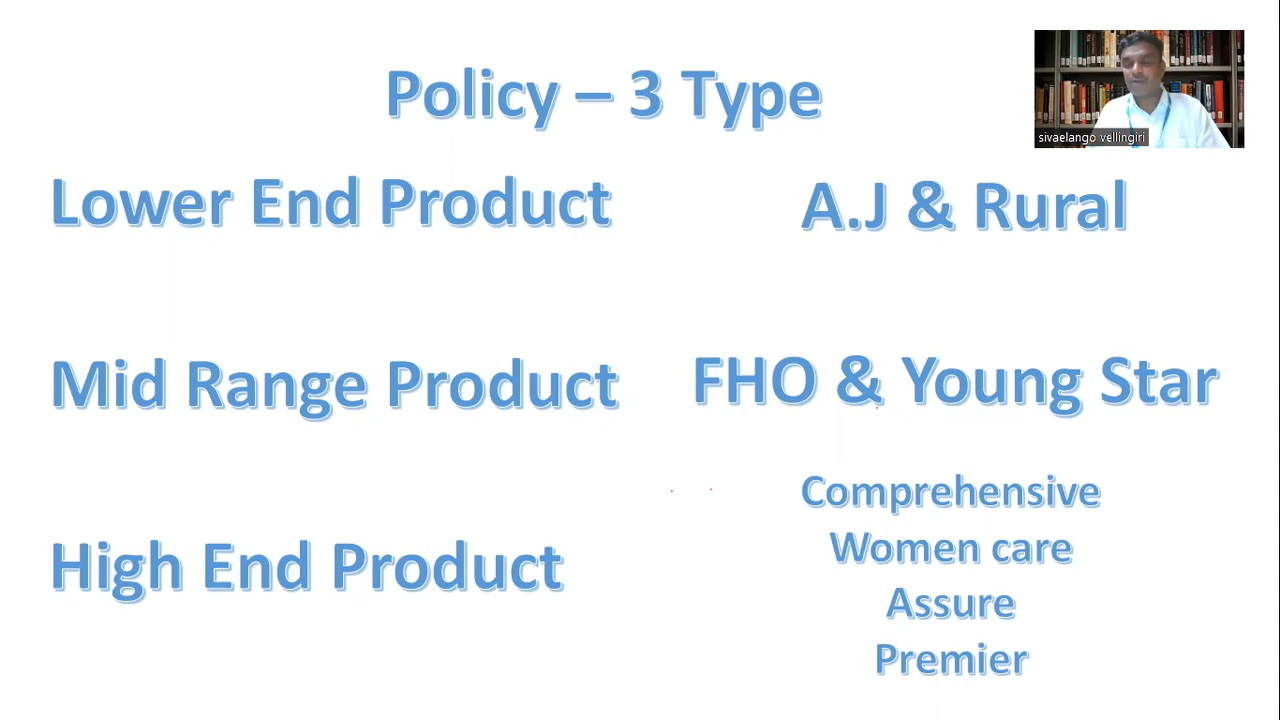 Policy – 3 Type
sivaelango vellingiri
Lower End Product
A.J & Rural
Mid Range Product
FHO & Young Star
High End Product
Comprehensive
Women care
Assure
Premier